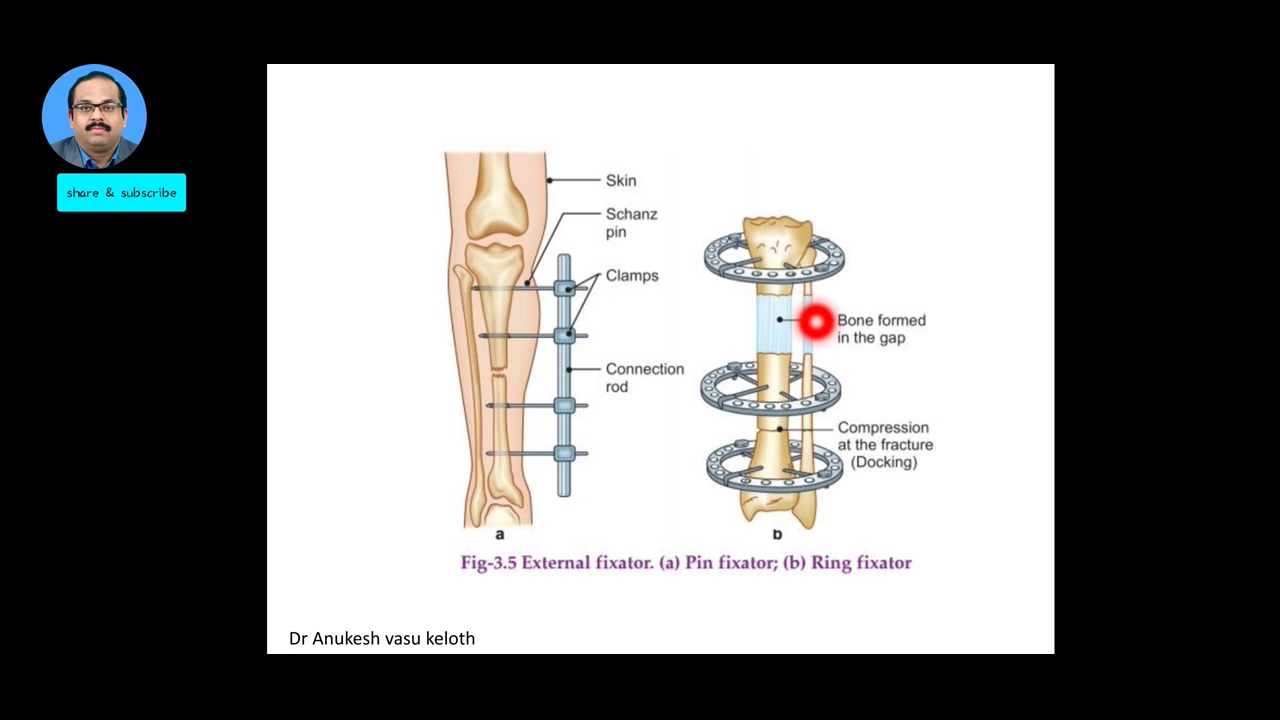 share & subscribe
Skin
Schanz
pin
Clamps
Connection
rod
Bone formed
in the gap
Compression
at the fracture
(Docking)
a
b
Fig-3.5 External fixator. (a) Pin fixator; (b) Ring fixator
Dr Anukesh vasu keloth